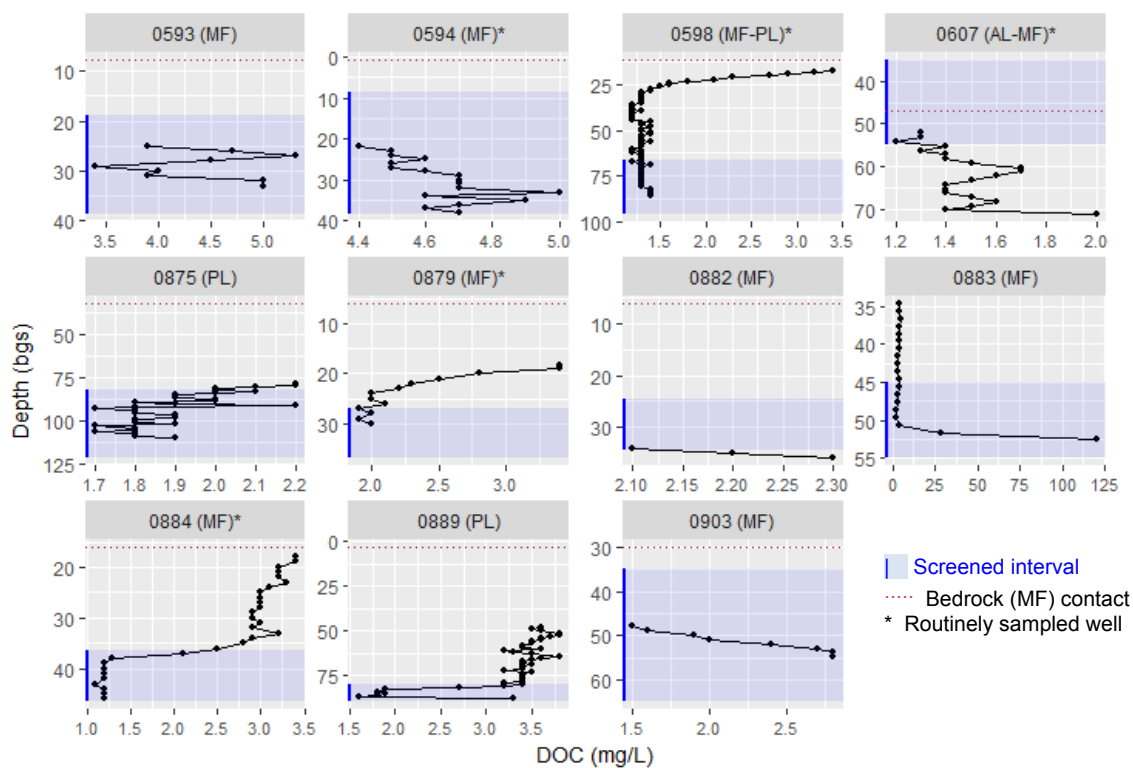 0593 (MF) 0594 (MF)* 0598 (MF-PL)* 0607 (AL-MF)*
10 20 30 40
3.5 4.0 4.5 5.0
0 10 20 30 40
4.4 4.6 4.8 5.0
25 50 75 100
1.5 2.0 2.5 3.0 3.5
40 50 60 70
1.2 1.4 1.6 1.8 2.0
0875 (PL) 0879 (MF)* 0882 (MF) 0883 (MF)
50 75 100 125
1.7 1.8 1.9 2.0 2.1 2.2
10 20 30
2.0 2.5 3.0
10 20 30
2.10 2.15 2.20 2.25 2.30
35 40 45 50 55
0 25 50 75 100 125
Depth (bgs)
0884 (MF)* 0889 (PL) 0903 (MF)
20 30 40
1.0 1.5 2.0 2.5 3.0 3.5
0 25 50 75
1.5 2.0 2.5 3.0 3.5
30 40 50 60
1.5 2.0 2.5
Screened interval
Bedrock (MF) contact
* Routinely sampled well
DOC (mg/L)